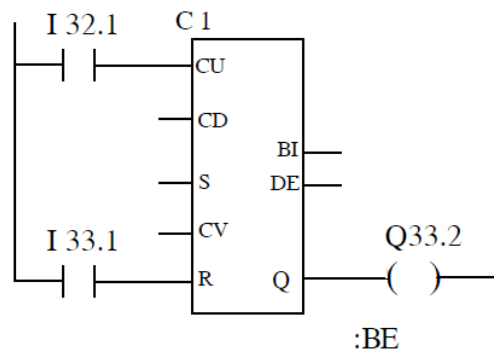 I 32.1
C 1
CU
CD
BI
S
DE
CV
I 33.1
R
Q
Q33.2
( )
:BE